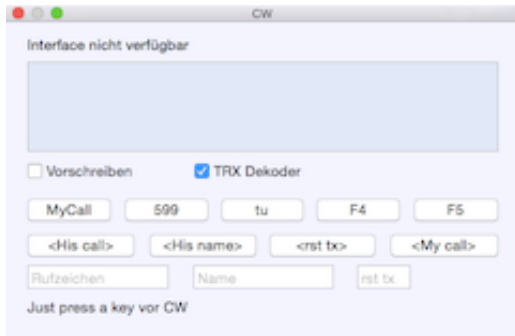 CW
Interface nicht verfügbar
Vorschreiben TRX Dekoder
MyCall 599 tu F4 F5
<His call> <His name> <rst tx> <My call>
Rufzeichen Name rst tx
Just press a key vor CW